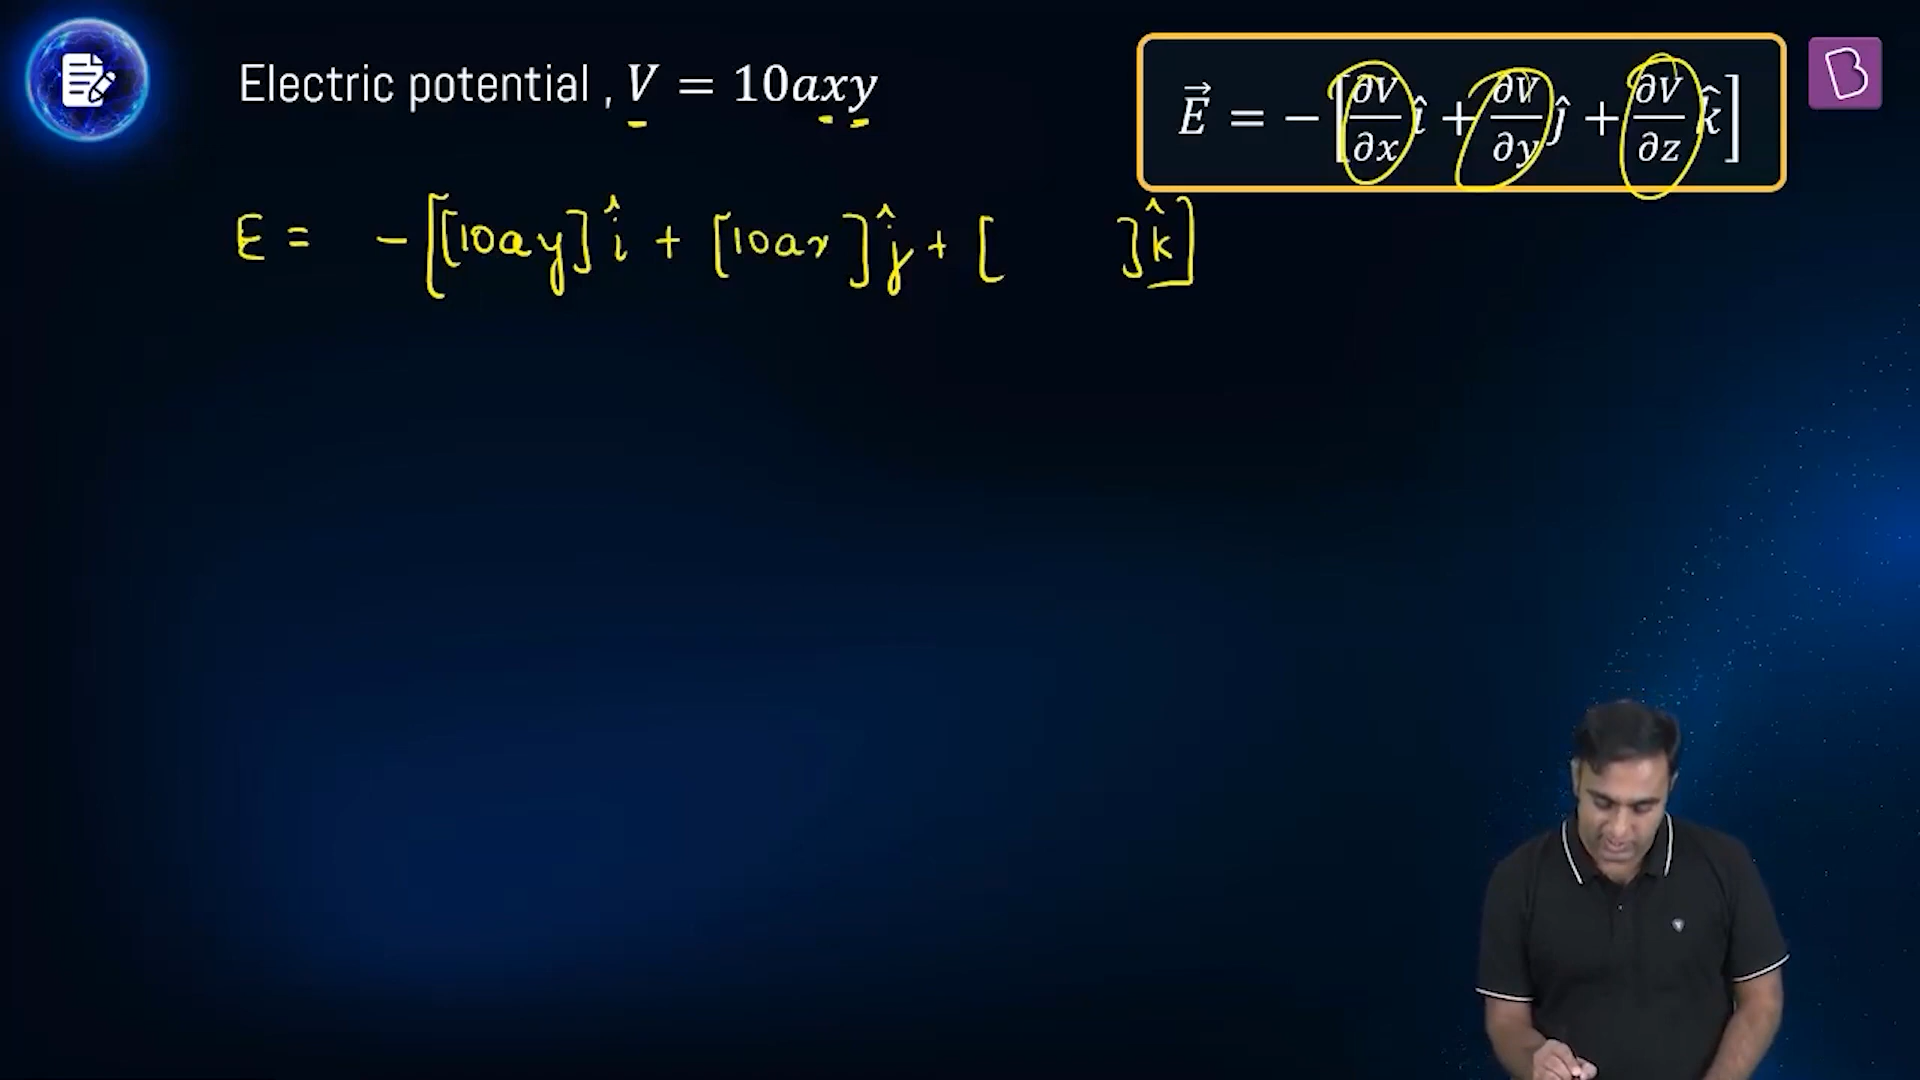 Electric potential , V = 10axy
E⃗ = −[∂V/∂x î + ∂V/∂y ĵ + ∂V/∂z k̂]
E = −[[10ay] î + [10ax] ĵ + [ ] k̂]